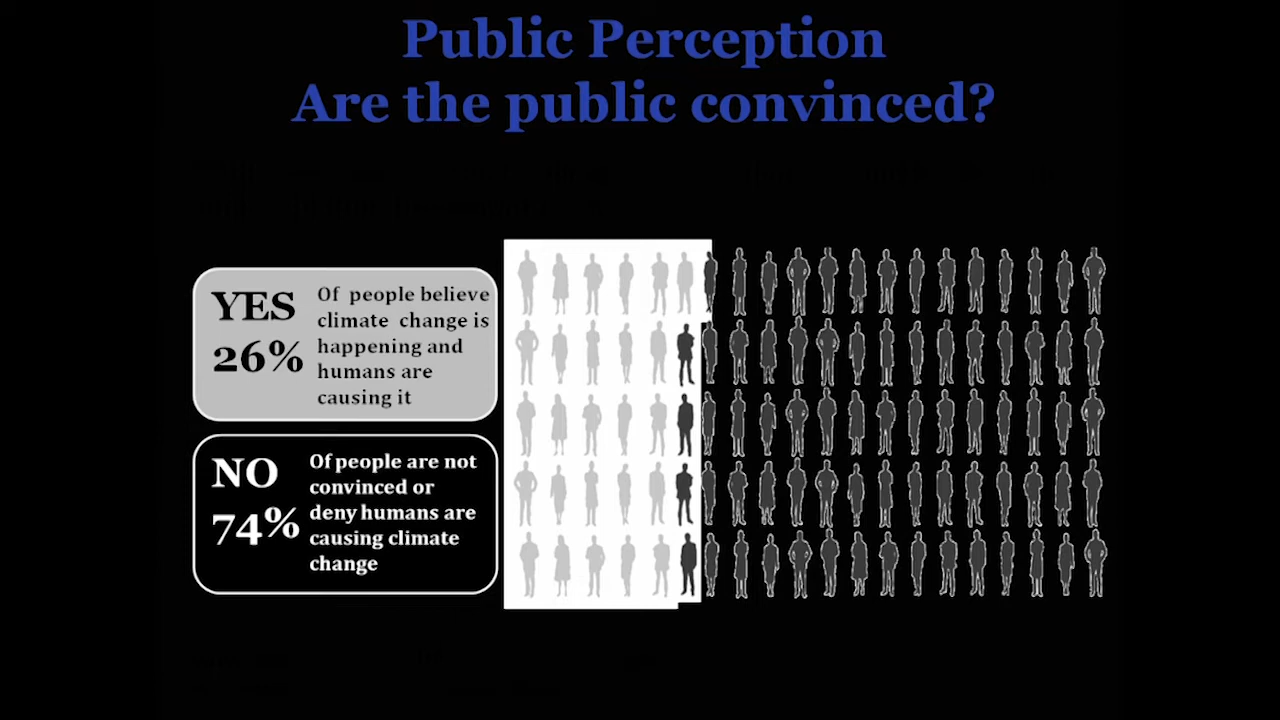 Public Perception
Are the public convinced?
YES
26%
Of people believe
climate change is
happening and
humans are
causing it
NO
74%
Of people are not
convinced or
deny humans are
causing climate
change